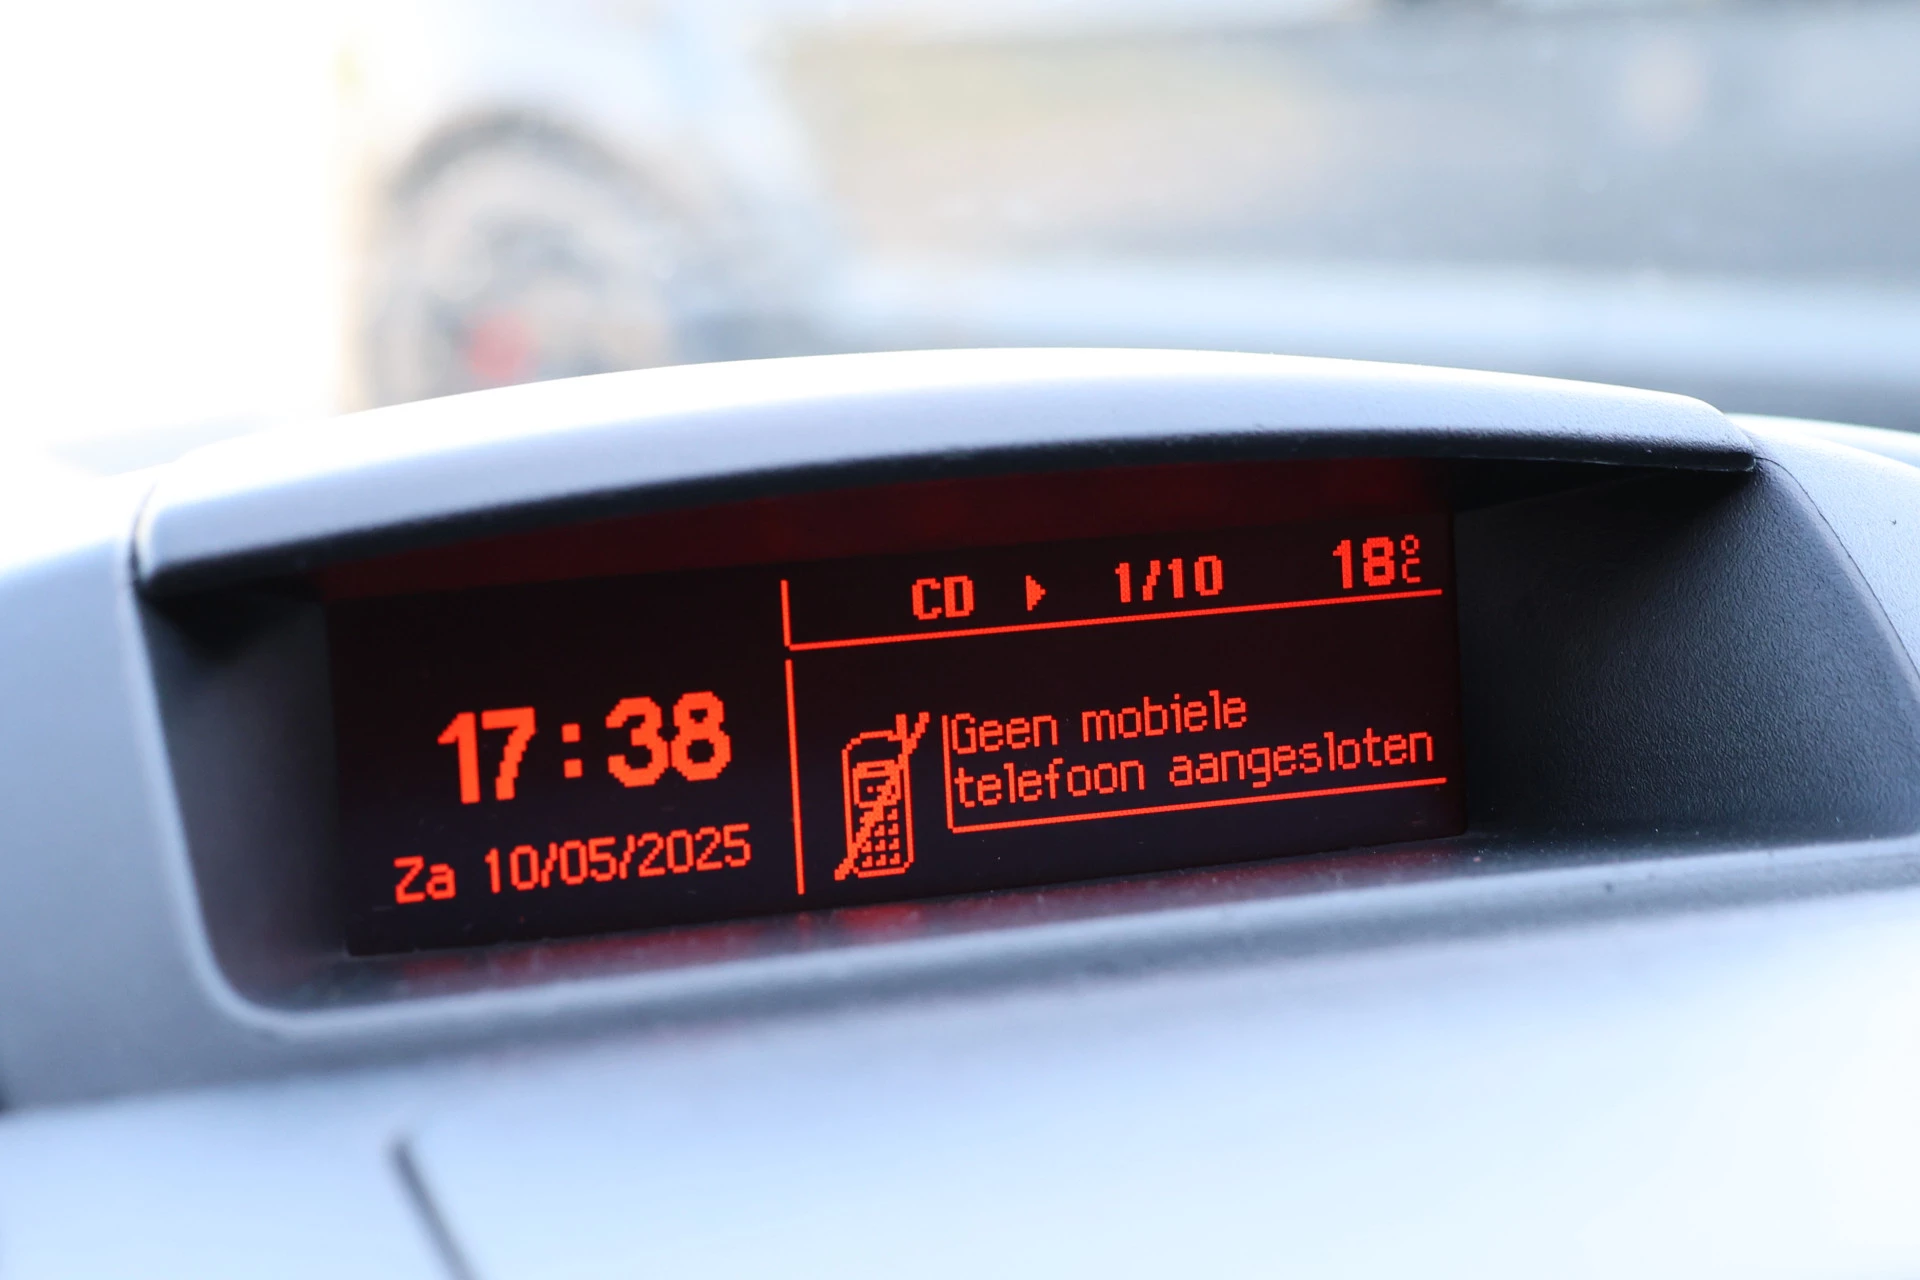 CD ▶ 1/10 18°C
17:38
Za 10/05/2025
Geen mobiele
telefoon aangesloten